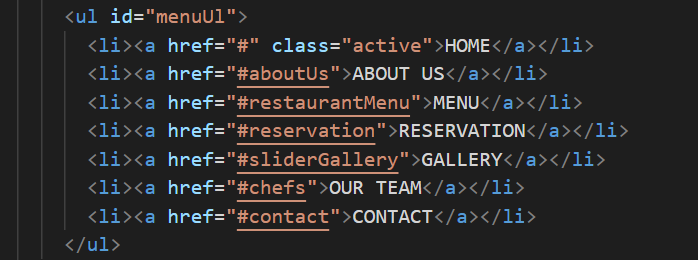 <ul id="menuUl">
<li><a href="#" class="active">HOME</a></li>
<li><a href="#aboutUs">ABOUT US</a></li>
<li><a href="#restaurantMenu">MENU</a></li>
<li><a href="#reservation">RESERVATION</a></li>
<li><a href="#sliderGallery">GALLERY</a></li>
<li><a href="#chefs">OUR TEAM</a></li>
<li><a href="#contact">CONTACT</a></li>
</ul>